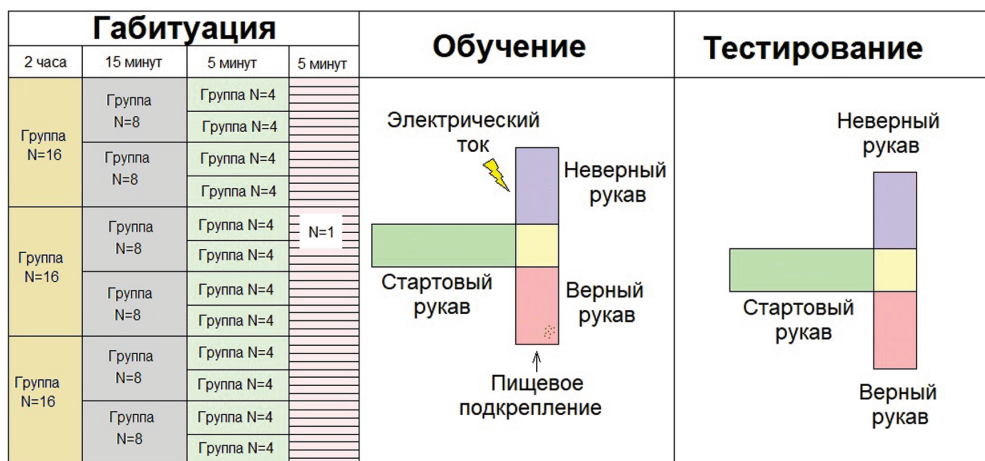 Габитуация
2 часа
15 минут
5 минут
5 минут
Группа
N=16
Группа
N=16
Группа
N=16
Группа
N=8
Группа
N=8
Группа
N=8
Группа
N=8
Группа
N=8
Группа
N=8
Группа N=4
Группа N=4
Группа N=4
Группа N=4
Группа N=4
Группа N=4
Группа N=4
Группа N=4
Группа N=4
Группа N=4
Группа N=4
Группа N=4
N=1
Обучение
Электрический
ток
Неверный
рукав
Стартовый
рукав
Верный
рукав
Пищевое
подкрепление
Тестирование
Неверный
рукав
Стартовый
рукав
Верный
рукав